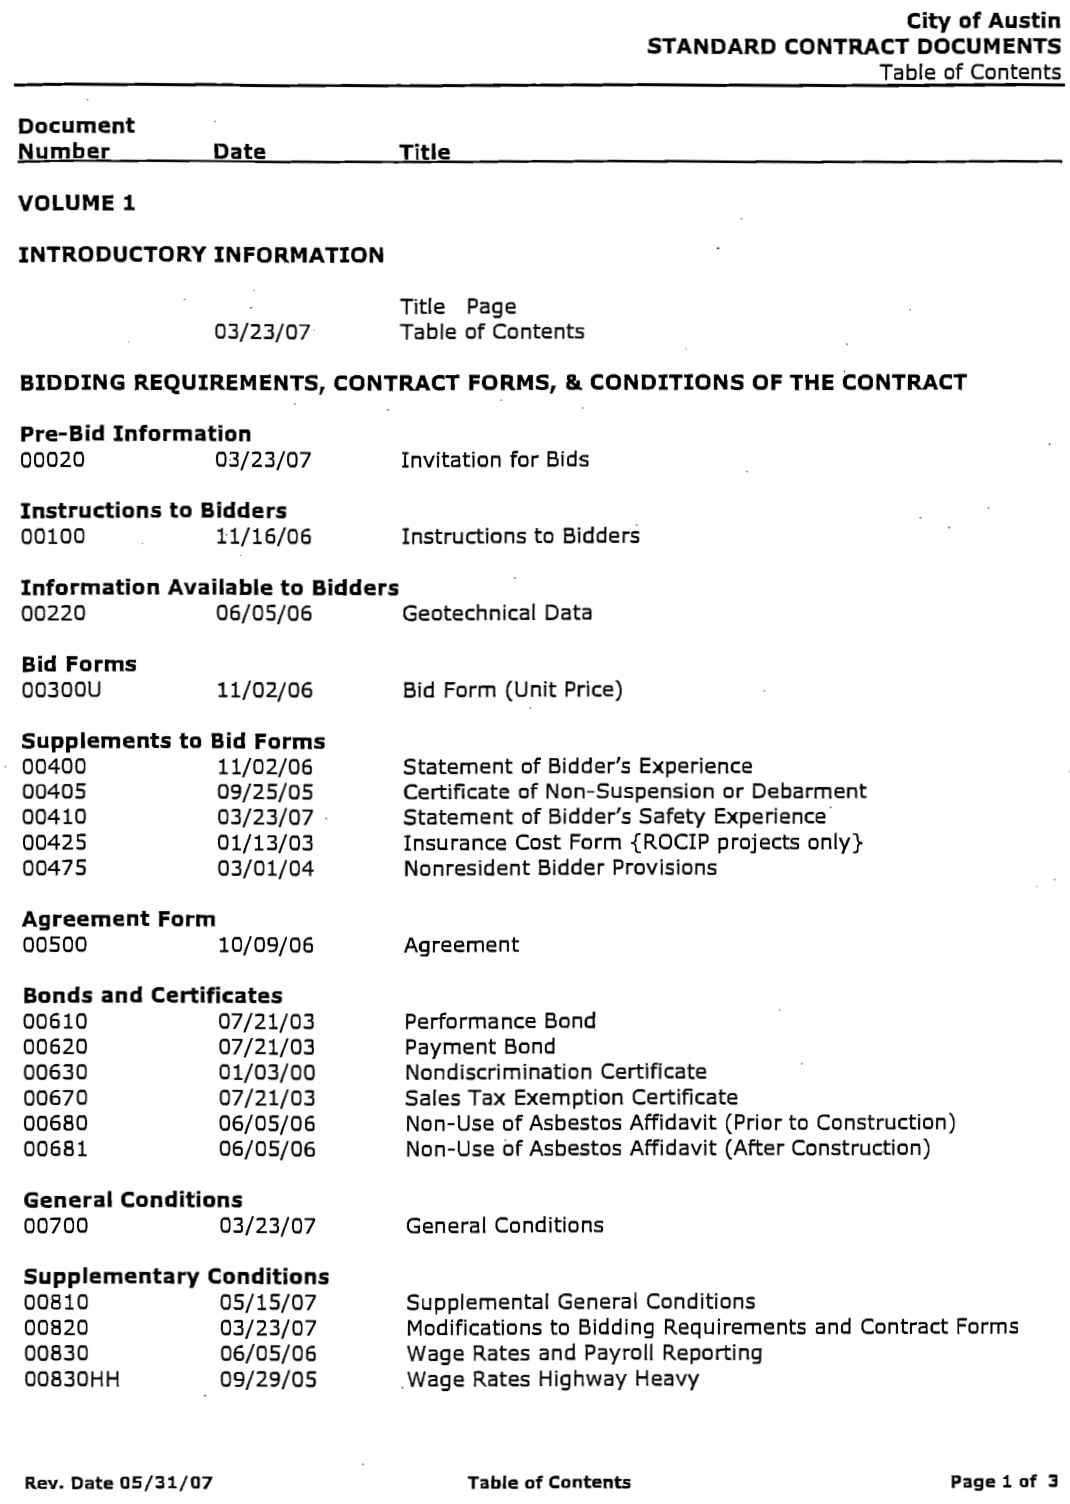 City of Austin
STANDARD CONTRACT DOCUMENTS
Table of Contents
Document
Number Date Title
VOLUME 1
INTRODUCTORY INFORMATION
Title Page
03/23/07 Table of Contents
BIDDING REQUIREMENTS, CONTRACT FORMS, & CONDITIONS OF THE CONTRACT
Pre-Bid Information
00020 03/23/07 Invitation for Bids
Instructions to Bidders
00100 11/16/06 Instructions to Bidders
Information Available to Bidders
00220 06/05/06 Geotechnical Data
Bid Forms
00300U 11/02/06 Bid Form (Unit Price)
Supplements to Bid Forms
00400 11/02/06 Statement of Bidder's Experience
00405 09/25/05 Certificate of Non-Suspension or Debarment
00410 03/23/07 Statement of Bidder's Safety Experience
00425 01/13/03 Insurance Cost Form {ROCIP projects only}
00475 03/01/04 Nonresident Bidder Provisions
Agreement Form
00500 10/09/06 Agreement
Bonds and Certificates
00610 07/21/03 Performance Bond
00620 07/21/03 Payment Bond
00630 01/03/00 Nondiscrimination Certificate
00670 07/21/03 Sales Tax Exemption Certificate
00680 06/05/06 Non-Use of Asbestos Affidavit (Prior to Construction)
00681 06/05/06 Non-Use of Asbestos Affidavit (After Construction)
General Conditions
00700 03/23/07 General Conditions
Supplementary Conditions
00810 05/15/07 Supplemental General Conditions
00820 03/23/07 Modifications to Bidding Requirements and Contract Forms
00830 06/05/06 Wage Rates and Payroll Reporting
00830HH 09/29/05 Wage Rates Highway Heavy
Rev. Date 05/31/07 Table of Contents Page 1 of 3